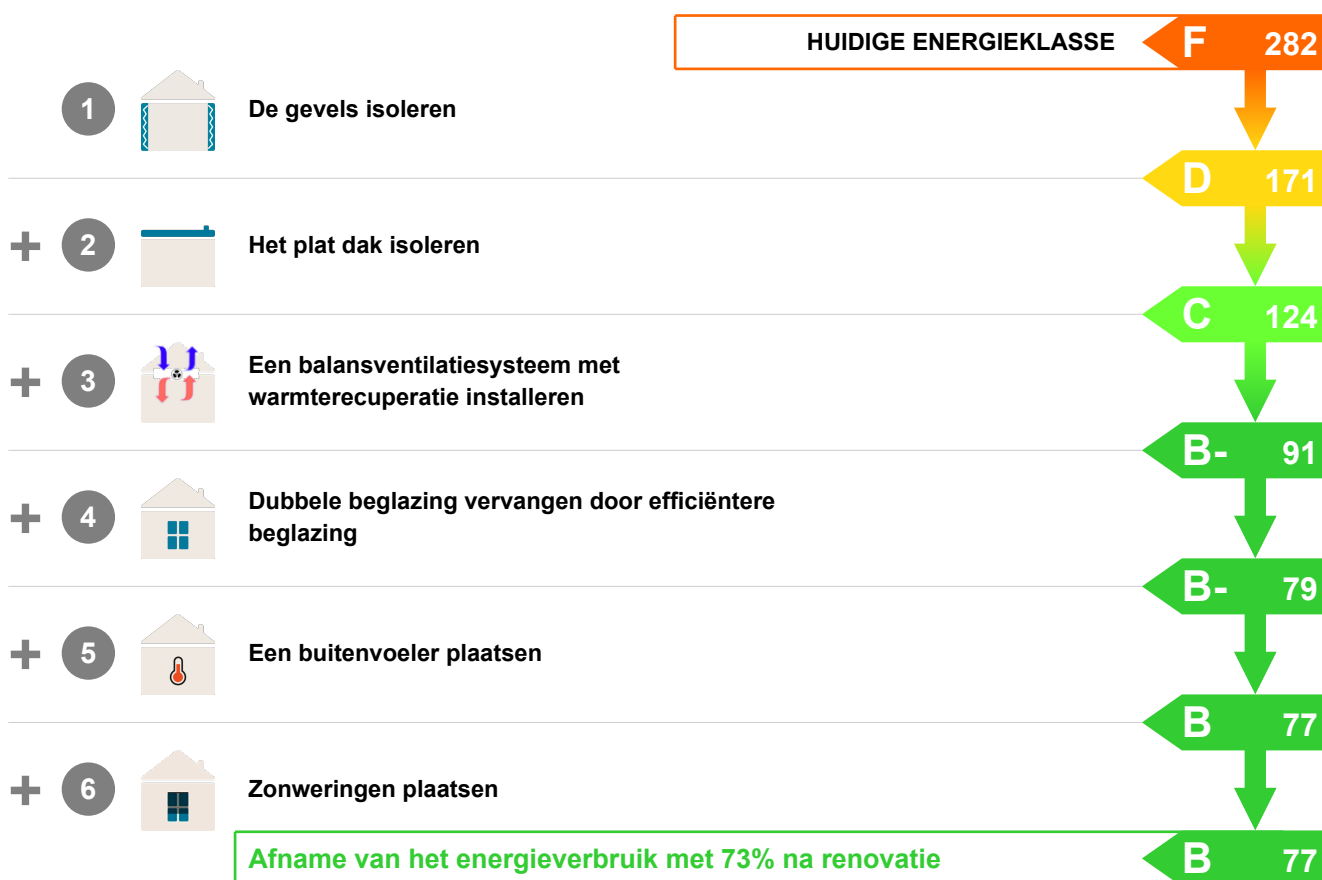 HUIDIGE ENERGIEKLASSE F 282
1 De gevels isoleren
D 171
+ 2 Het plat dak isoleren
C 124
+ 3 Een balansventilatiesysteem met
warmterecuperatie installeren
B- 91
+ 4 Dubbele beglazing vervangen door efficiëntere
beglazing
B- 79
+ 5 Een buitenvoeler plaatsen
B 77
+ 6 Zonweringen plaatsen
Afname van het energieverbruik met 73% na renovatie B 77